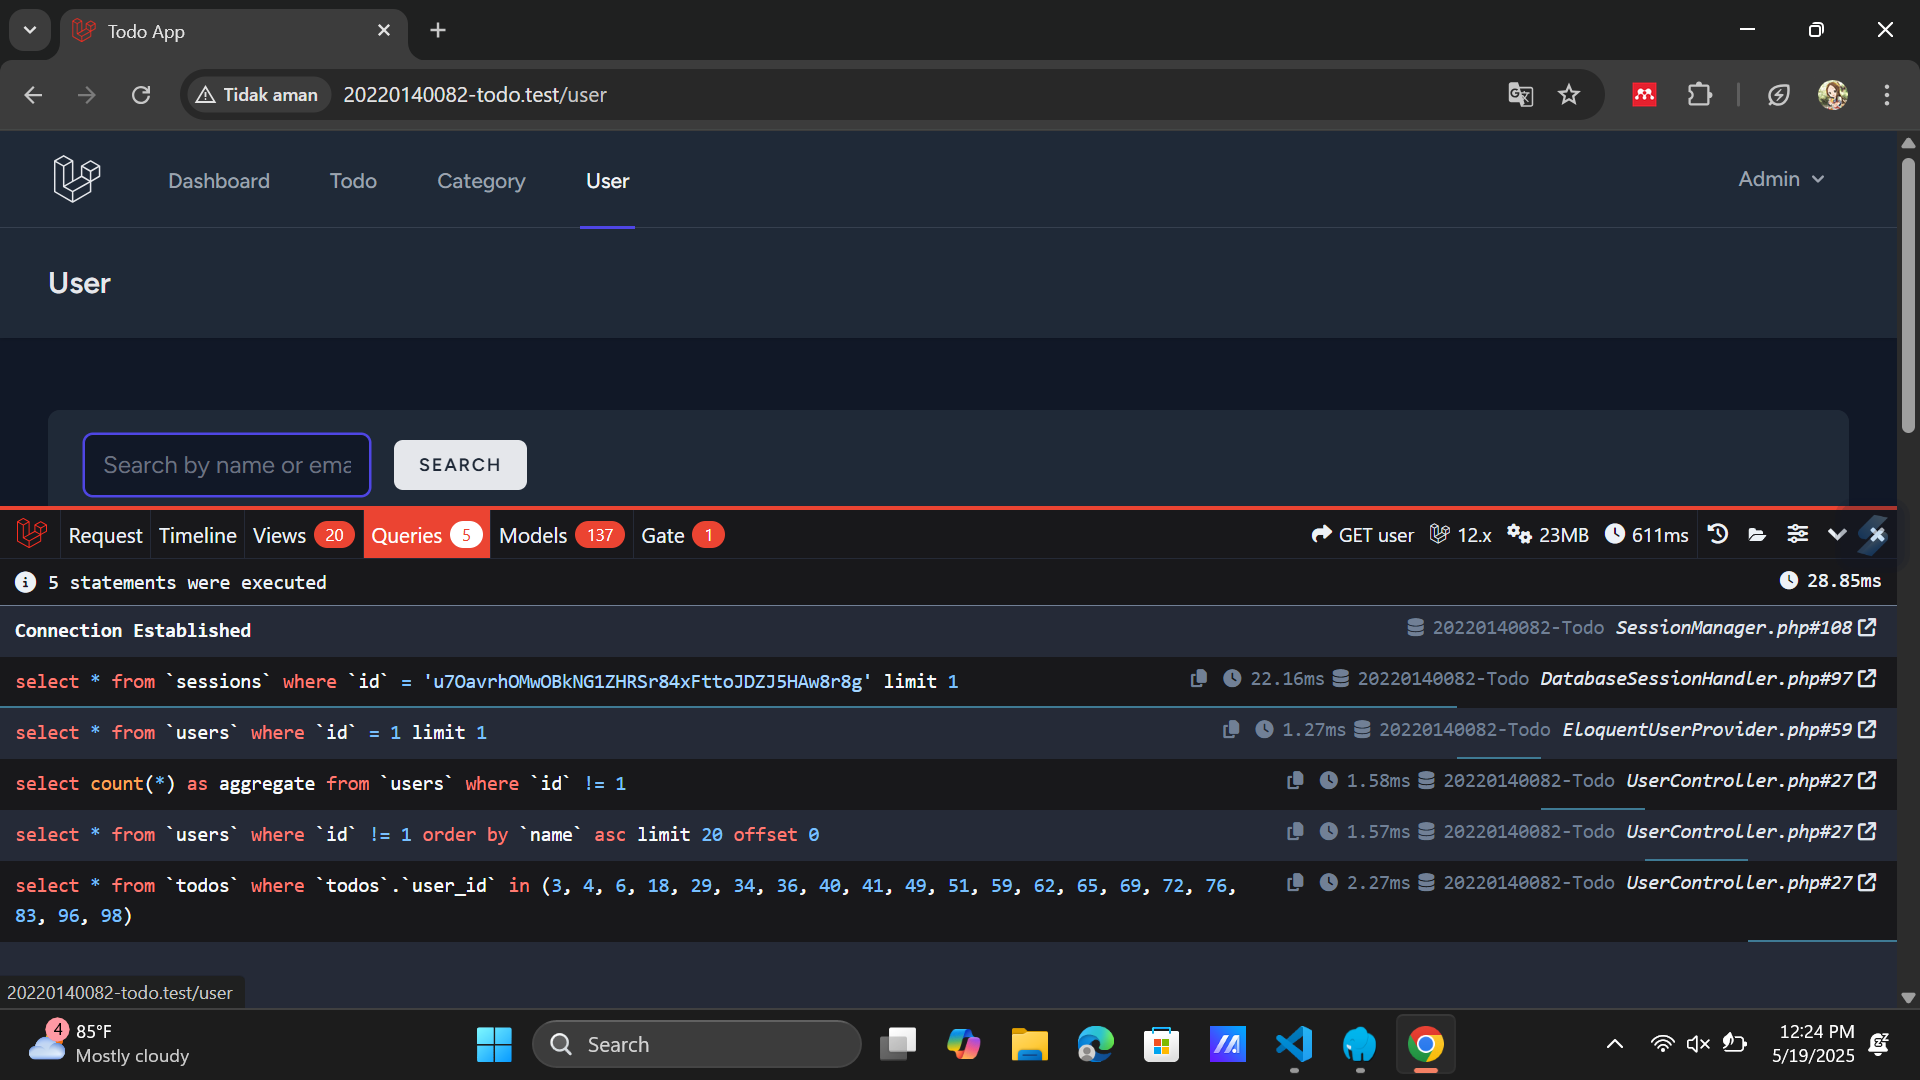 Todo App
Tidak aman
20220140082-todo.test/user
Dashboard
Todo
Category
User
Admin
User
Search by name or ema
SEARCH
Request
Timeline
Views 20
Queries 5
Models 137
Gate 1
GET user
12.x
23MB
611ms
5 statements were executed
28.85ms
Connection Established
20220140082-Todo SessionManager.php#108
select * from `sessions` where `id` = 'u7OavrhOMwOBkNG1ZHRSr84xFttoJDZJ5HAw8r8g' limit 1
22.16ms 20220140082-Todo DatabaseSessionHandler.php#97
select * from `users` where `id` = 1 limit 1
1.27ms 20220140082-Todo EloquentUserProvider.php#59
select count(*) as aggregate from `users` where `id` != 1
1.58ms 20220140082-Todo UserController.php#27
select * from `users` where `id` != 1 order by `name` asc limit 20 offset 0
1.57ms 20220140082-Todo UserController.php#27
select * from `todos` where `todos`.`user_id` in (3, 4, 6, 18, 29, 34, 36, 40, 41, 49, 51, 59, 62, 65, 69, 72, 76,
83, 96, 98)
2.27ms 20220140082-Todo UserController.php#27
20220140082-todo.test/user
4
85°F
Mostly cloudy
Search
12:24 PM
5/19/2025